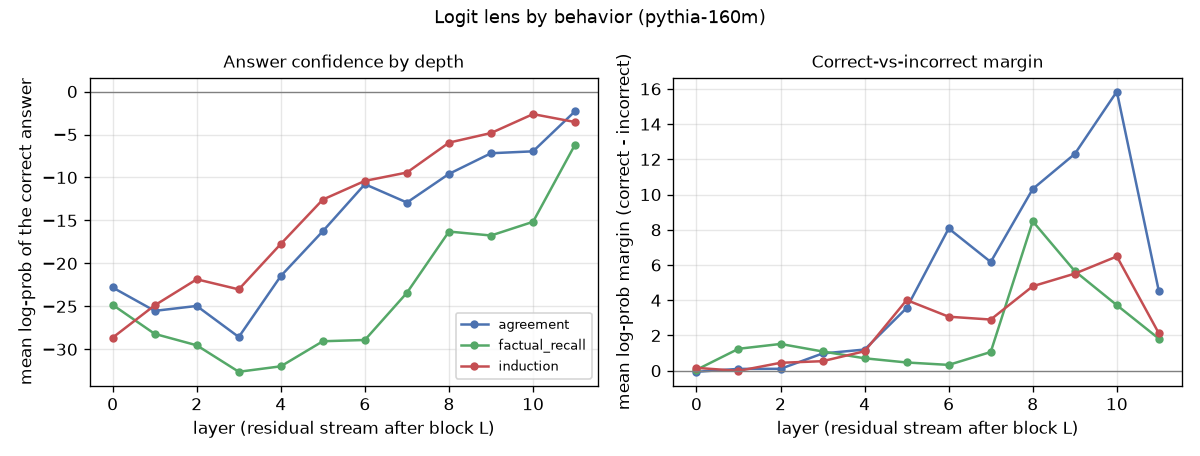 Logit lens by behavior (pythia-160m)
Answer confidence by depth
mean log-prob of the correct answer
0
−5
−10
−15
−20
−25
−30
agreement
factual_recall
induction
0 2 4 6 8 10
layer (residual stream after block L)
Correct-vs-incorrect margin
mean log-prob margin (correct - incorrect)
16
14
12
10
8
6
4
2
0
0 2 4 6 8 10
layer (residual stream after block L)